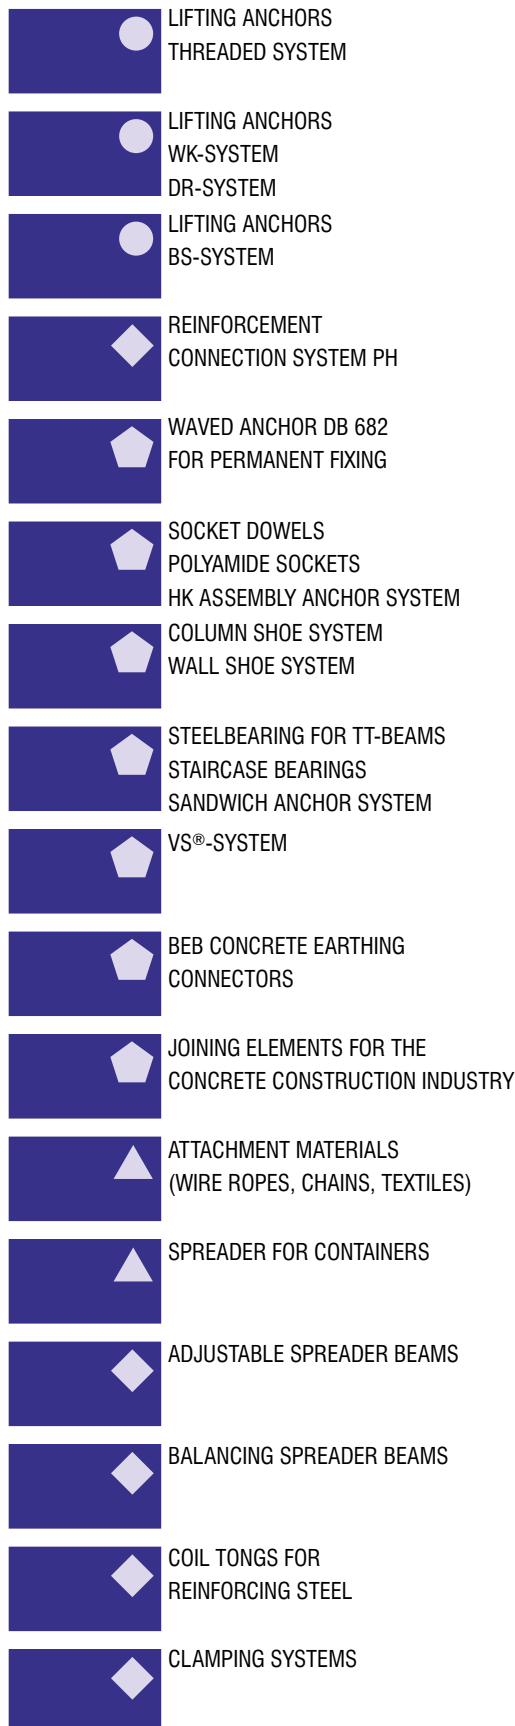 LIFTING ANCHORS
THREADED SYSTEM
LIFTING ANCHORS
WK-SYSTEM
DR-SYSTEM
LIFTING ANCHORS
BS-SYSTEM
REINFORCEMENT
CONNECTION SYSTEM PH
WAVED ANCHOR DB 682
FOR PERMANENT FIXING
SOCKET DOWELS
POLYAMIDE SOCKETS
HK ASSEMBLY ANCHOR SYSTEM
COLUMN SHOE SYSTEM
WALL SHOE SYSTEM
STEELBEARING FOR TT-BEAMS
STAIRCASE BEARINGS
SANDWICH ANCHOR SYSTEM
VS®-SYSTEM
BEB CONCRETE EARTHING
CONNECTORS
JOINING ELEMENTS FOR THE
CONCRETE CONSTRUCTION INDUSTRY
ATTACHMENT MATERIALS
(WIRE ROPES, CHAINS, TEXTILES)
SPREADER FOR CONTAINERS
ADJUSTABLE SPREADER BEAMS
BALANCING SPREADER BEAMS
COIL TONGS FOR
REINFORCING STEEL
CLAMPING SYSTEMS